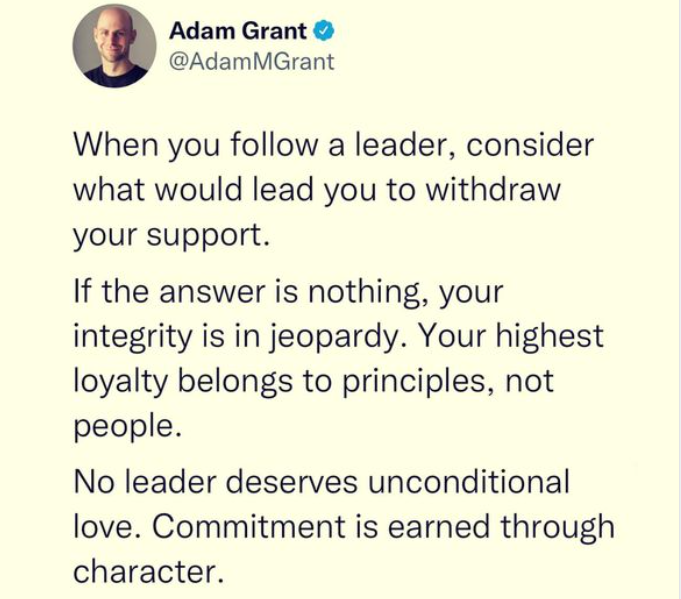 Adam Grant
@AdamMGrant
When you follow a leader, consider
what would lead you to withdraw
your support.
If the answer is nothing, your
integrity is in jeopardy. Your highest
loyalty belongs to principles, not
people.
No leader deserves unconditional
love. Commitment is earned through
character.